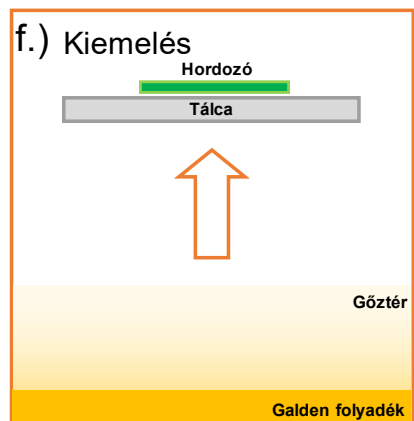 f.) Kiemelés
Hordozó
Tálca
Gőztér
Galden folyadék